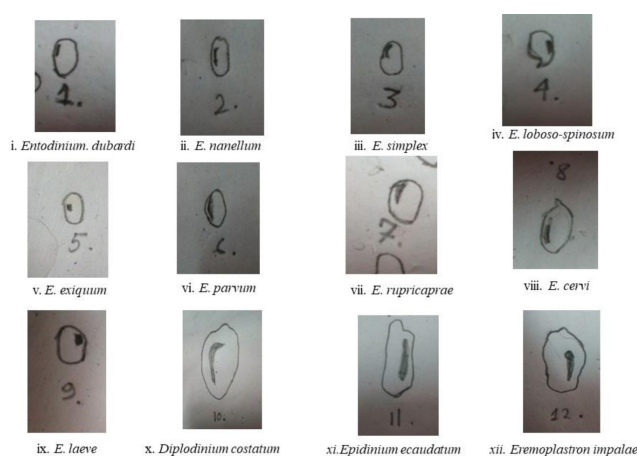 1.
2.
3
4.
i. Entodinium. dubardi
ii. E. nanellum
iii. E. simplex
iv. E. loboso-spinosum
5.
6.
7.
8
v. E. exiquum
vi. E. parvum
vii. E. rupricaprae
viii. E. cervi
9.
10.
11.
12.
ix. E. laeve
x. Diplodinium costatum
xi.Epidinium ecaudatum
xii. Eremoplastron impalae